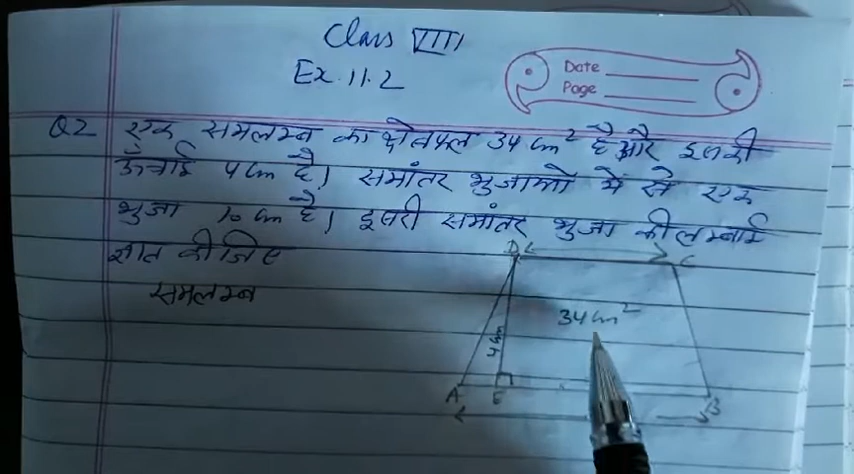 Class VIII
Ex. 11.2
Date
Page
Q2 एक समलम्ब का क्षेत्रफल 34 cm² है और इसकी
ऊँचाई 4 cm है। समांतर भुजाओं में से एक
भुजा 10 cm है। दूसरी समांतर भुजा की लम्बाई
ज्ञात कीजिए
समलम्ब
D C
34 cm²
4 cm
A E B